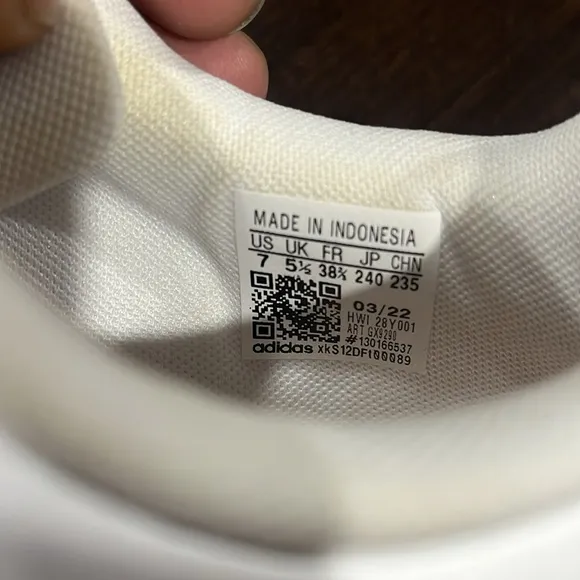 MADE IN INDONESIA
US UK FR JP CHN
7 5½ 38⅔ 240 235
03/22
HWI 28Y001
ART GX9290
#130166537
adidas xkS12DFI00089